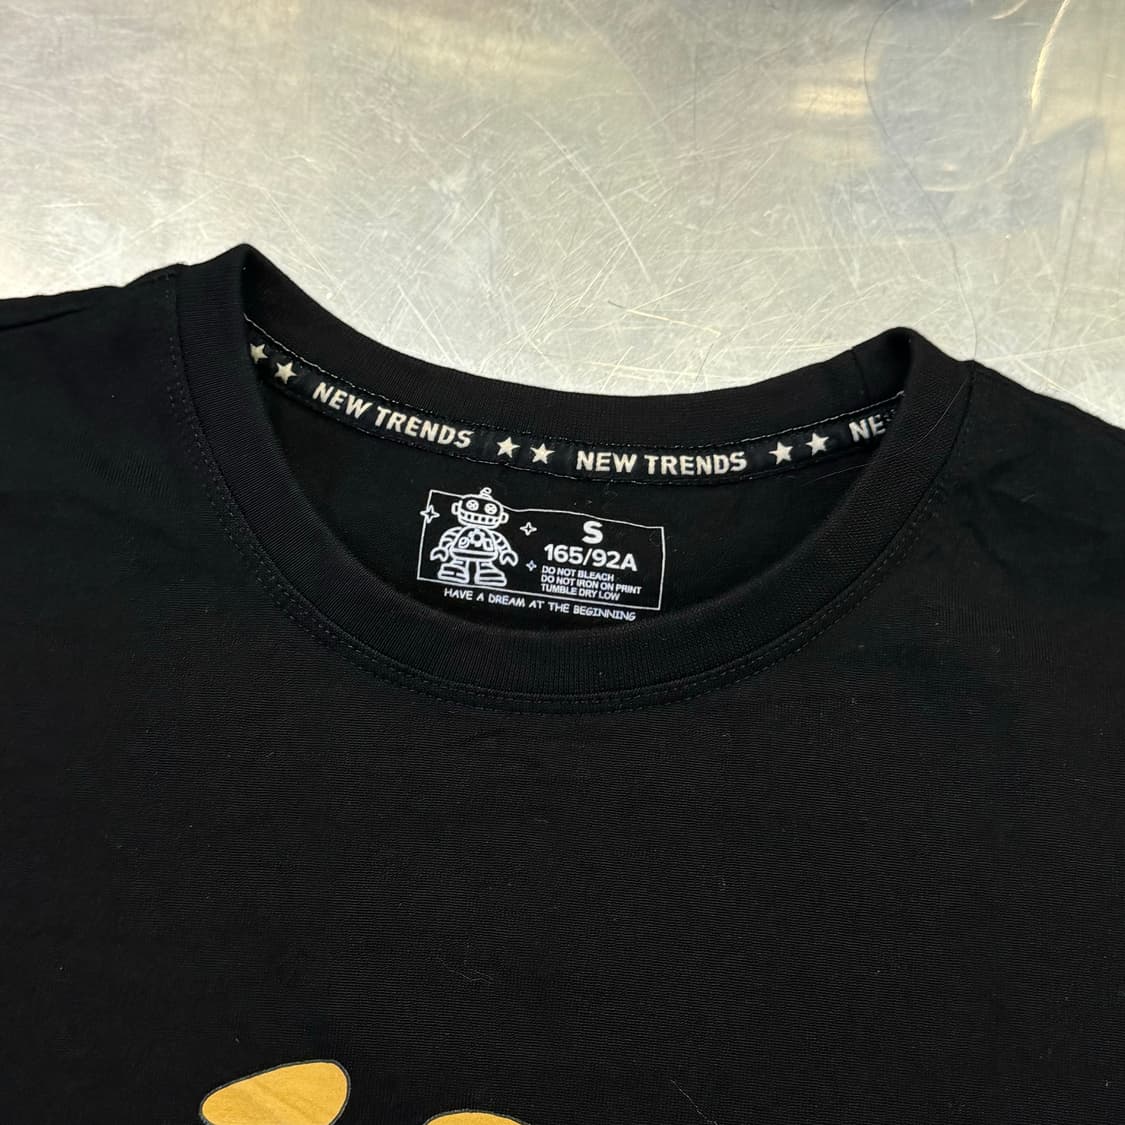 NEW TRENDS ★★ NEW TRENDS ★★ NE
S
165/92A
DO NOT BLEACH
DO NOT IRON ON PRINT
TUMBLE DRY LOW
HAVE A DREAM AT THE BEGINNING